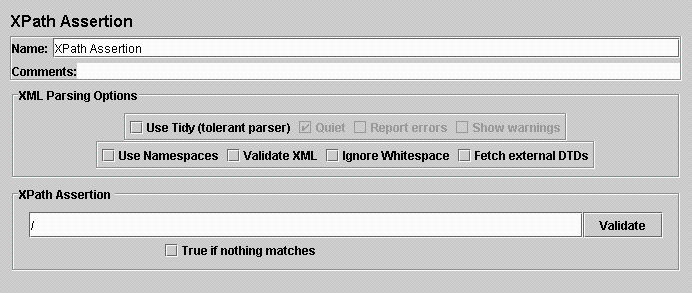 XPath Assertion
Name: XPath Assertion
Comments:
XML Parsing Options
Use Tidy (tolerant parser) Quiet Report errors Show warnings
Use Namespaces Validate XML Ignore Whitespace Fetch external DTDs
XPath Assertion
/ Validate
True if nothing matches